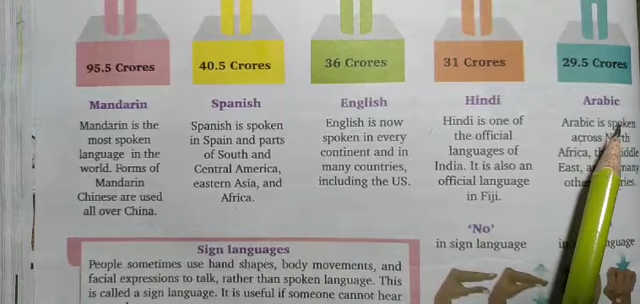 95.5 Crores
40.5 Crores
36 Crores
31 Crores
29.5 Crores
Mandarin
Mandarin is the
most spoken
language in the
world. Forms of
Mandarin
Chinese are used
all over China.
Spanish
Spanish is spoken
in Spain and parts
of South and
Central America,
eastern Asia, and
Africa.
English
English is now
spoken in every
continent and in
many countries,
including the US.
Hindi
Hindi is one of
the official
languages of
India. It is also an
official language
in Fiji.
Arabic
Arabic is spoken
across
Africa,
East, many
Sign languages
People sometimes use hand shapes, body movements, and
facial expressions to talk, rather than spoken language. This
is called a sign language. It is useful if someone cannot hear
'No'
in sign language